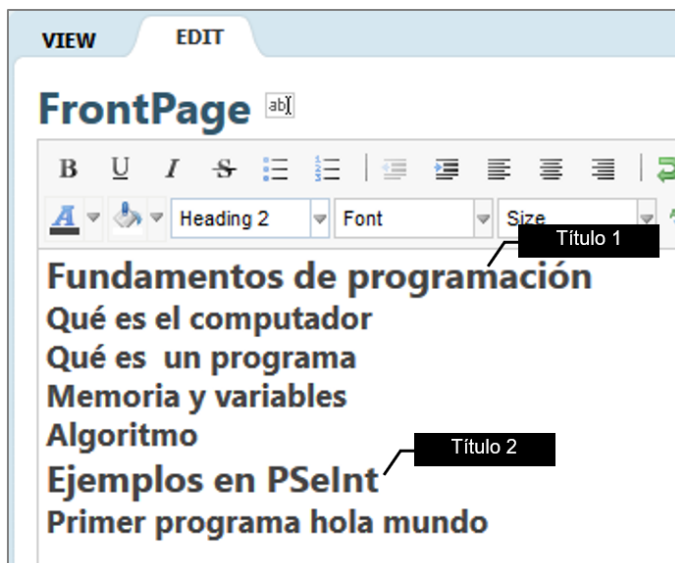 VIEW EDIT
FrontPage ab
B U I S
A Heading 2 Font Size
Título 1
Fundamentos de programación
Qué es el computador
Qué es  un programa
Memoria y variables
Algoritmo
Título 2
Ejemplos en PSeInt
Primer programa hola mundo